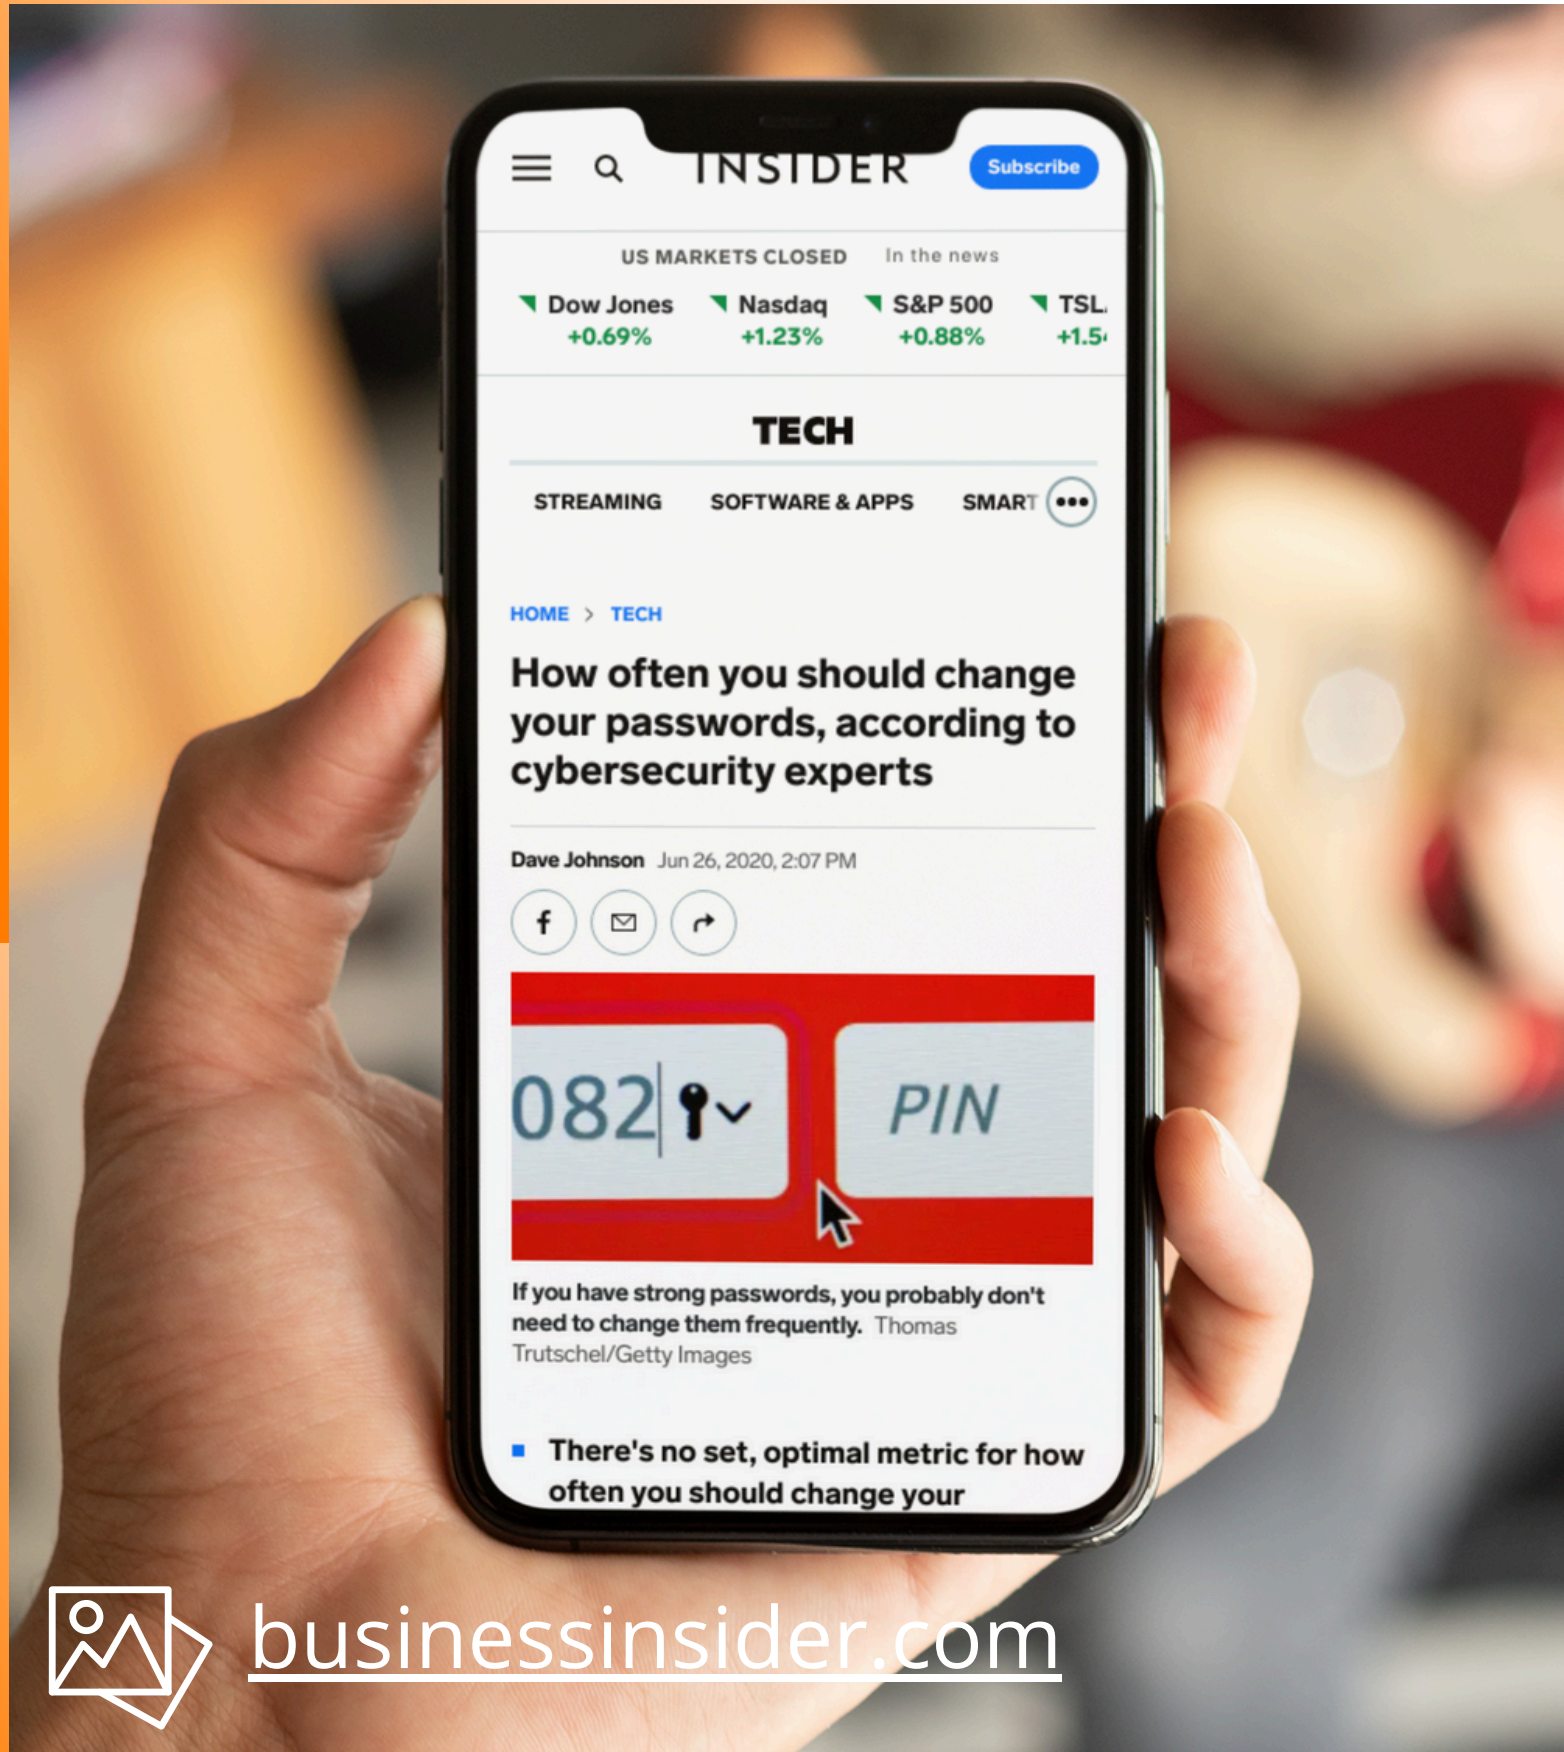 INSIDER
Subscribe
US MARKETS CLOSED In the news
Dow Jones Nasdaq S&P 500 TSL
+0.69% +1.23% +0.88% +1.5
TECH
STREAMING SOFTWARE & APPS SMART
HOME > TECH
How often you should change
your passwords, according to
cybersecurity experts
Dave Johnson Jun 26, 2020, 2:07 PM
082 PIN
If you have strong passwords, you probably don't
need to change them frequently. Thomas
Trutschel/Getty Images
There's no set, optimal metric for how
often you should change your
businessinsider.com